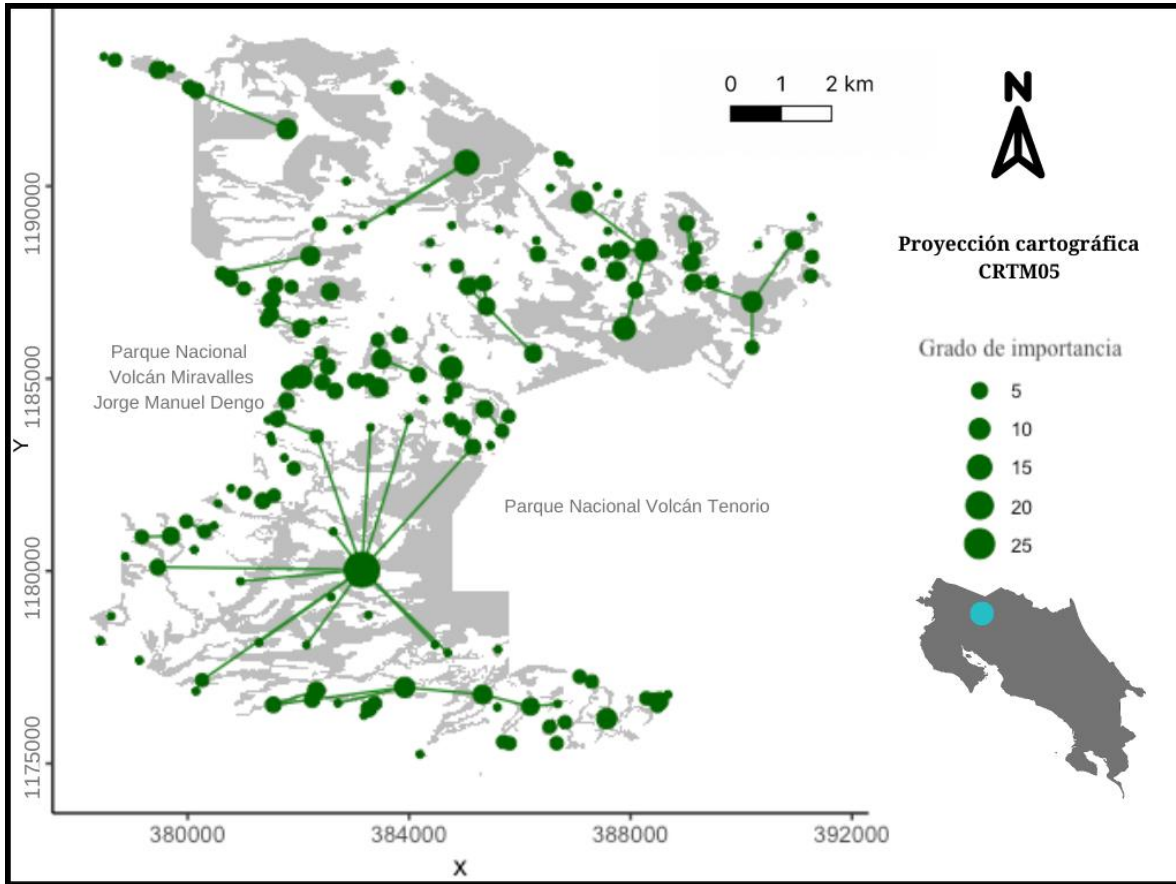 0 1 2 km
N
Proyección cartográfica
CRTM05
Grado de importancia
5
10
15
20
25
Parque Nacional
Volcán Miravalles
Jorge Manuel Dengo
Parque Nacional Volcán Tenorio
Y
1190000
1185000
1180000
1175000
380000 384000 388000 392000
X